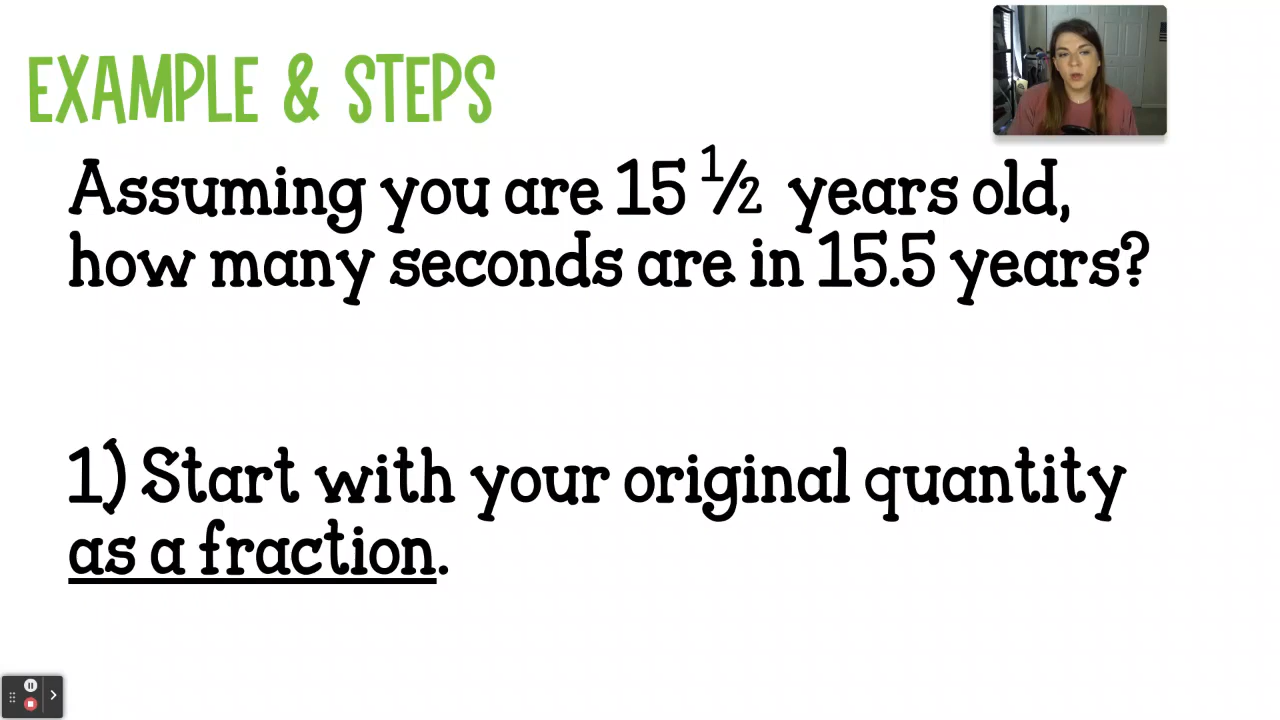 EXAMPLE & STEPS
Assuming you are 15 ½ years old,
how many seconds are in 15.5 years?
1) Start with your original quantity
as a fraction.